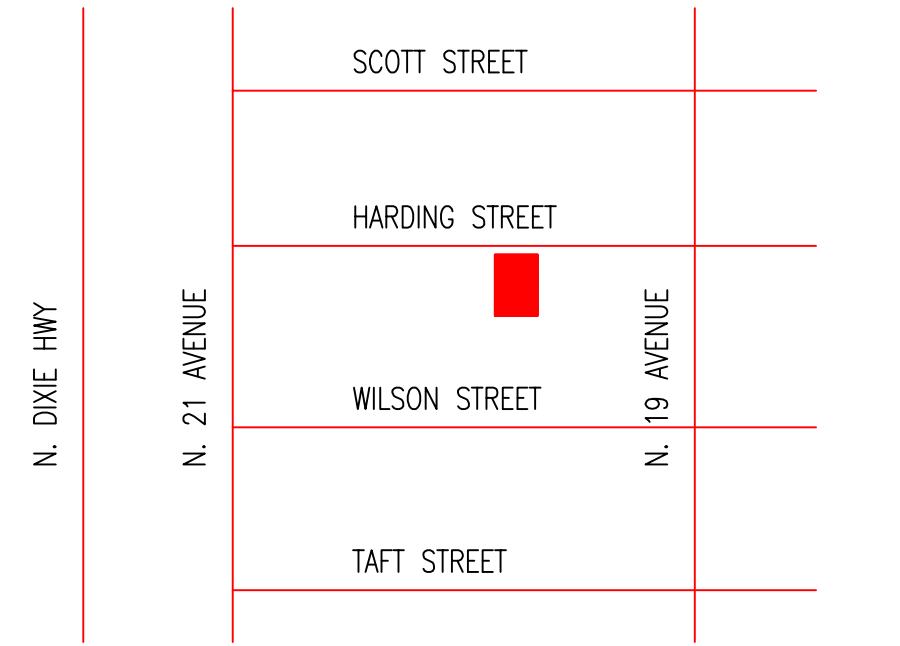 SCOTT STREET
HARDING STREET
N. DIXIE HWY
N. 21 AVENUE
N. 19 AVENUE
WILSON STREET
TAFT STREET